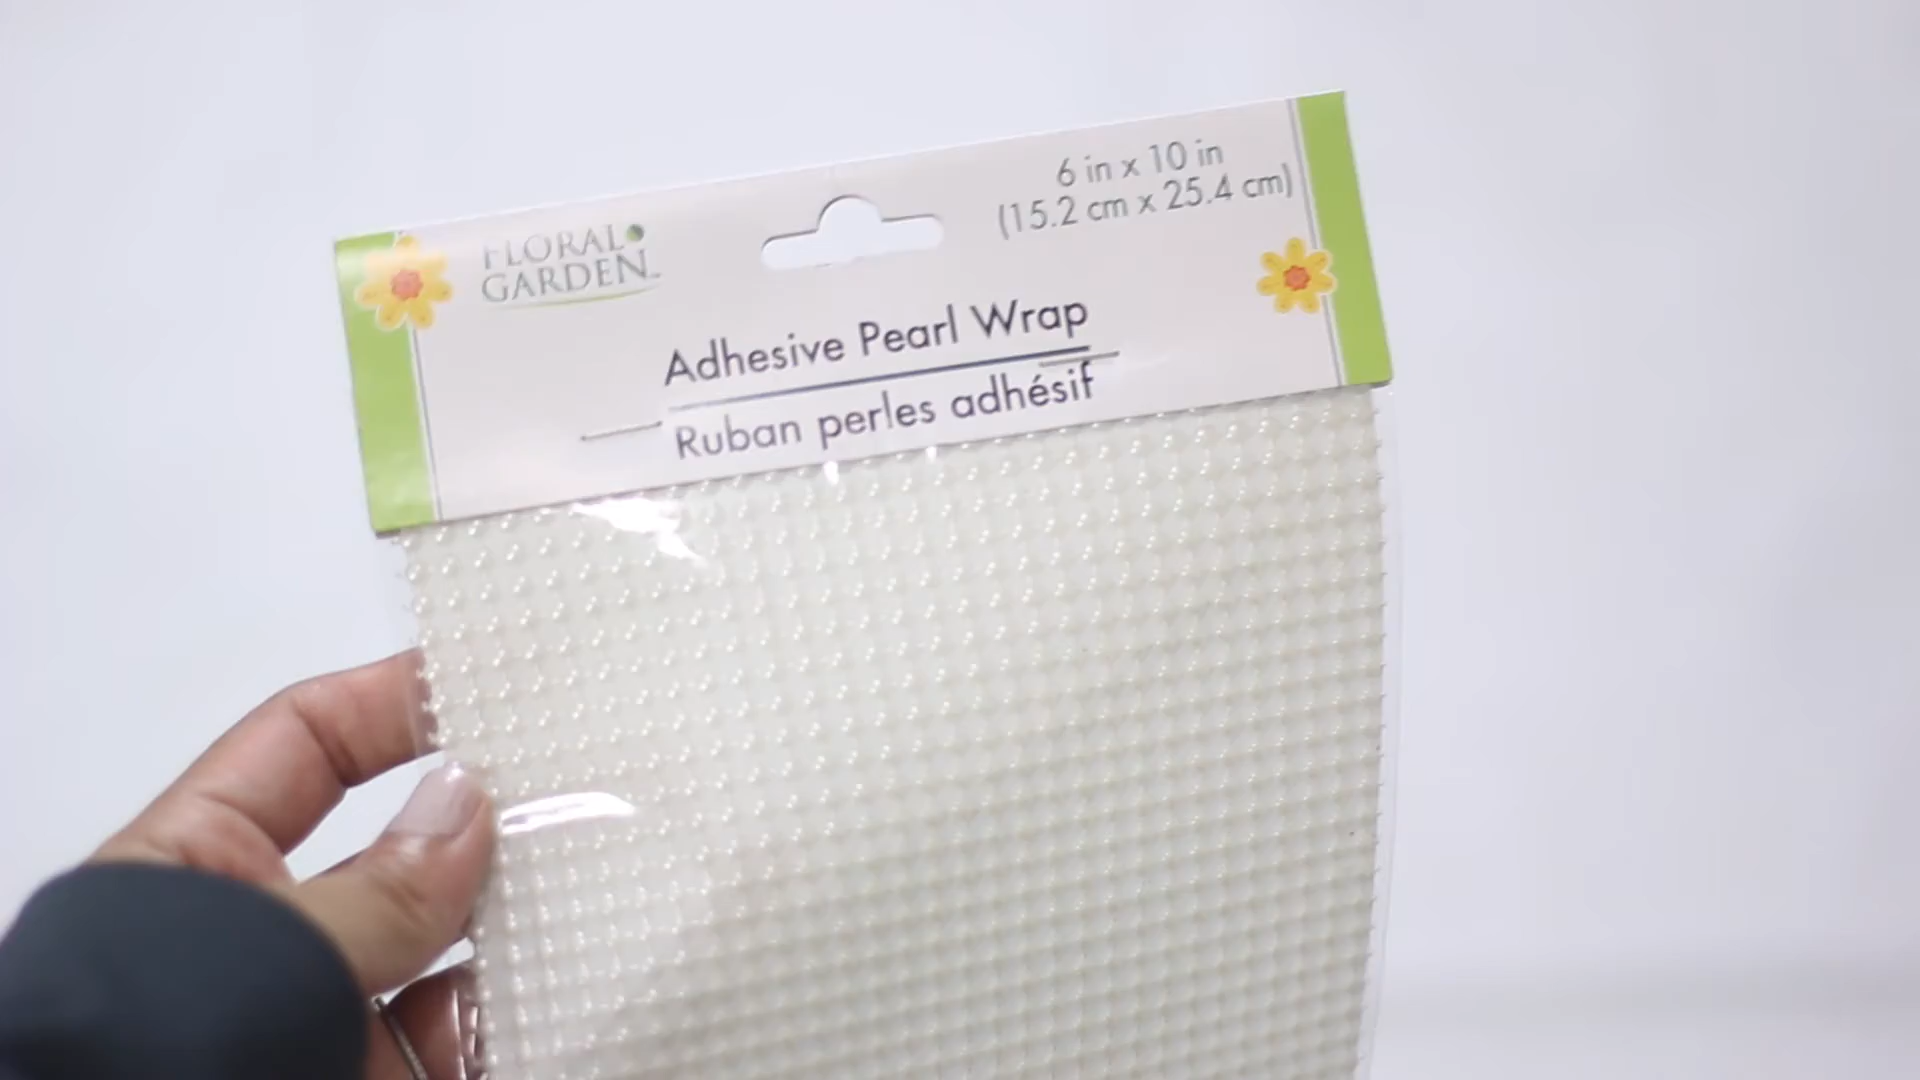 FLORAL
GARDEN
6 in x 10 in
(15.2 cm x 25.4 cm)
Adhesive Pearl Wrap
Ruban perles adhésif